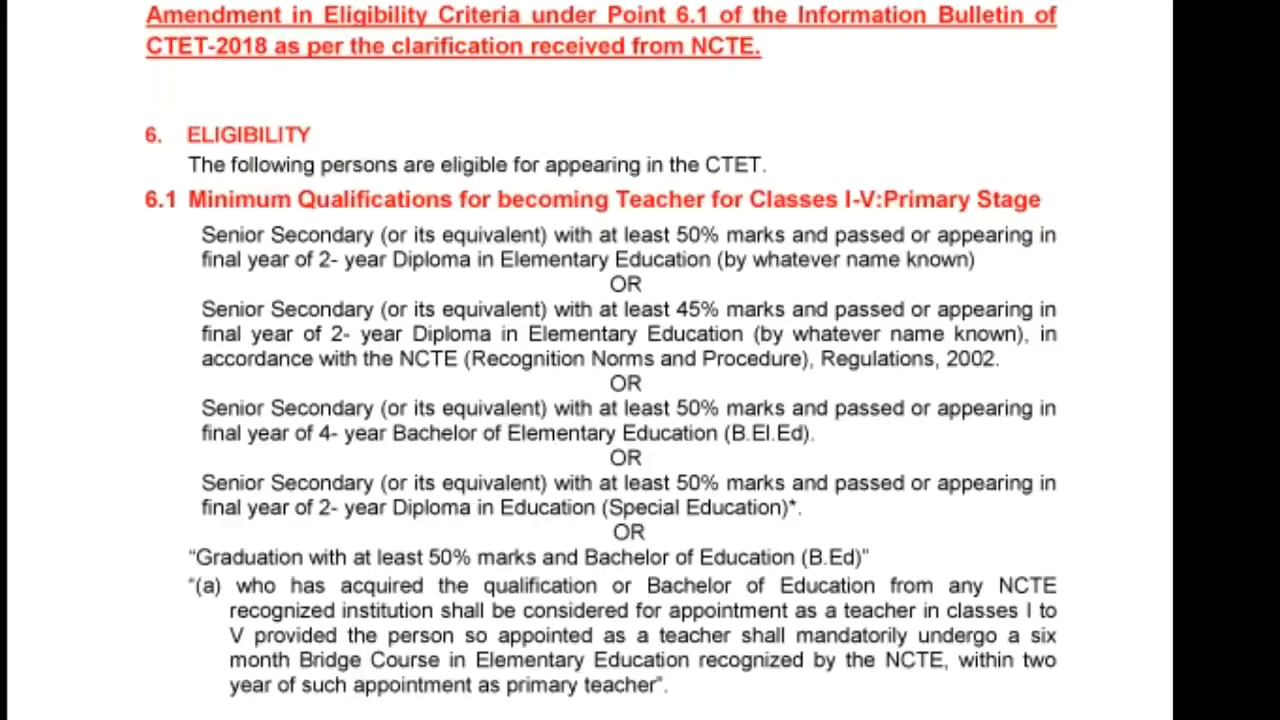 Amendment in Eligibility Criteria under Point 6.1 of the Information Bulletin of
CTET-2018 as per the clarification received from NCTE.
6. ELIGIBILITY
The following persons are eligible for appearing in the CTET.
6.1 Minimum Qualifications for becoming Teacher for Classes I-V:Primary Stage
Senior Secondary (or its equivalent) with at least 50% marks and passed or appearing in
final year of 2- year Diploma in Elementary Education (by whatever name known)
OR
Senior Secondary (or its equivalent) with at least 45% marks and passed or appearing in
final year of 2- year Diploma in Elementary Education (by whatever name known), in
accordance with the NCTE (Recognition Norms and Procedure), Regulations, 2002.
OR
Senior Secondary (or its equivalent) with at least 50% marks and passed or appearing in
final year of 4- year Bachelor of Elementary Education (B.El.Ed).
OR
Senior Secondary (or its equivalent) with at least 50% marks and passed or appearing in
final year of 2- year Diploma in Education (Special Education)*.
OR
“Graduation with at least 50% marks and Bachelor of Education (B.Ed)”
“(a) who has acquired the qualification or Bachelor of Education from any NCTE
recognized institution shall be considered for appointment as a teacher in classes I to
V provided the person so appointed as a teacher shall mandatorily undergo a six
month Bridge Course in Elementary Education recognized by the NCTE, within two
year of such appointment as primary teacher”.